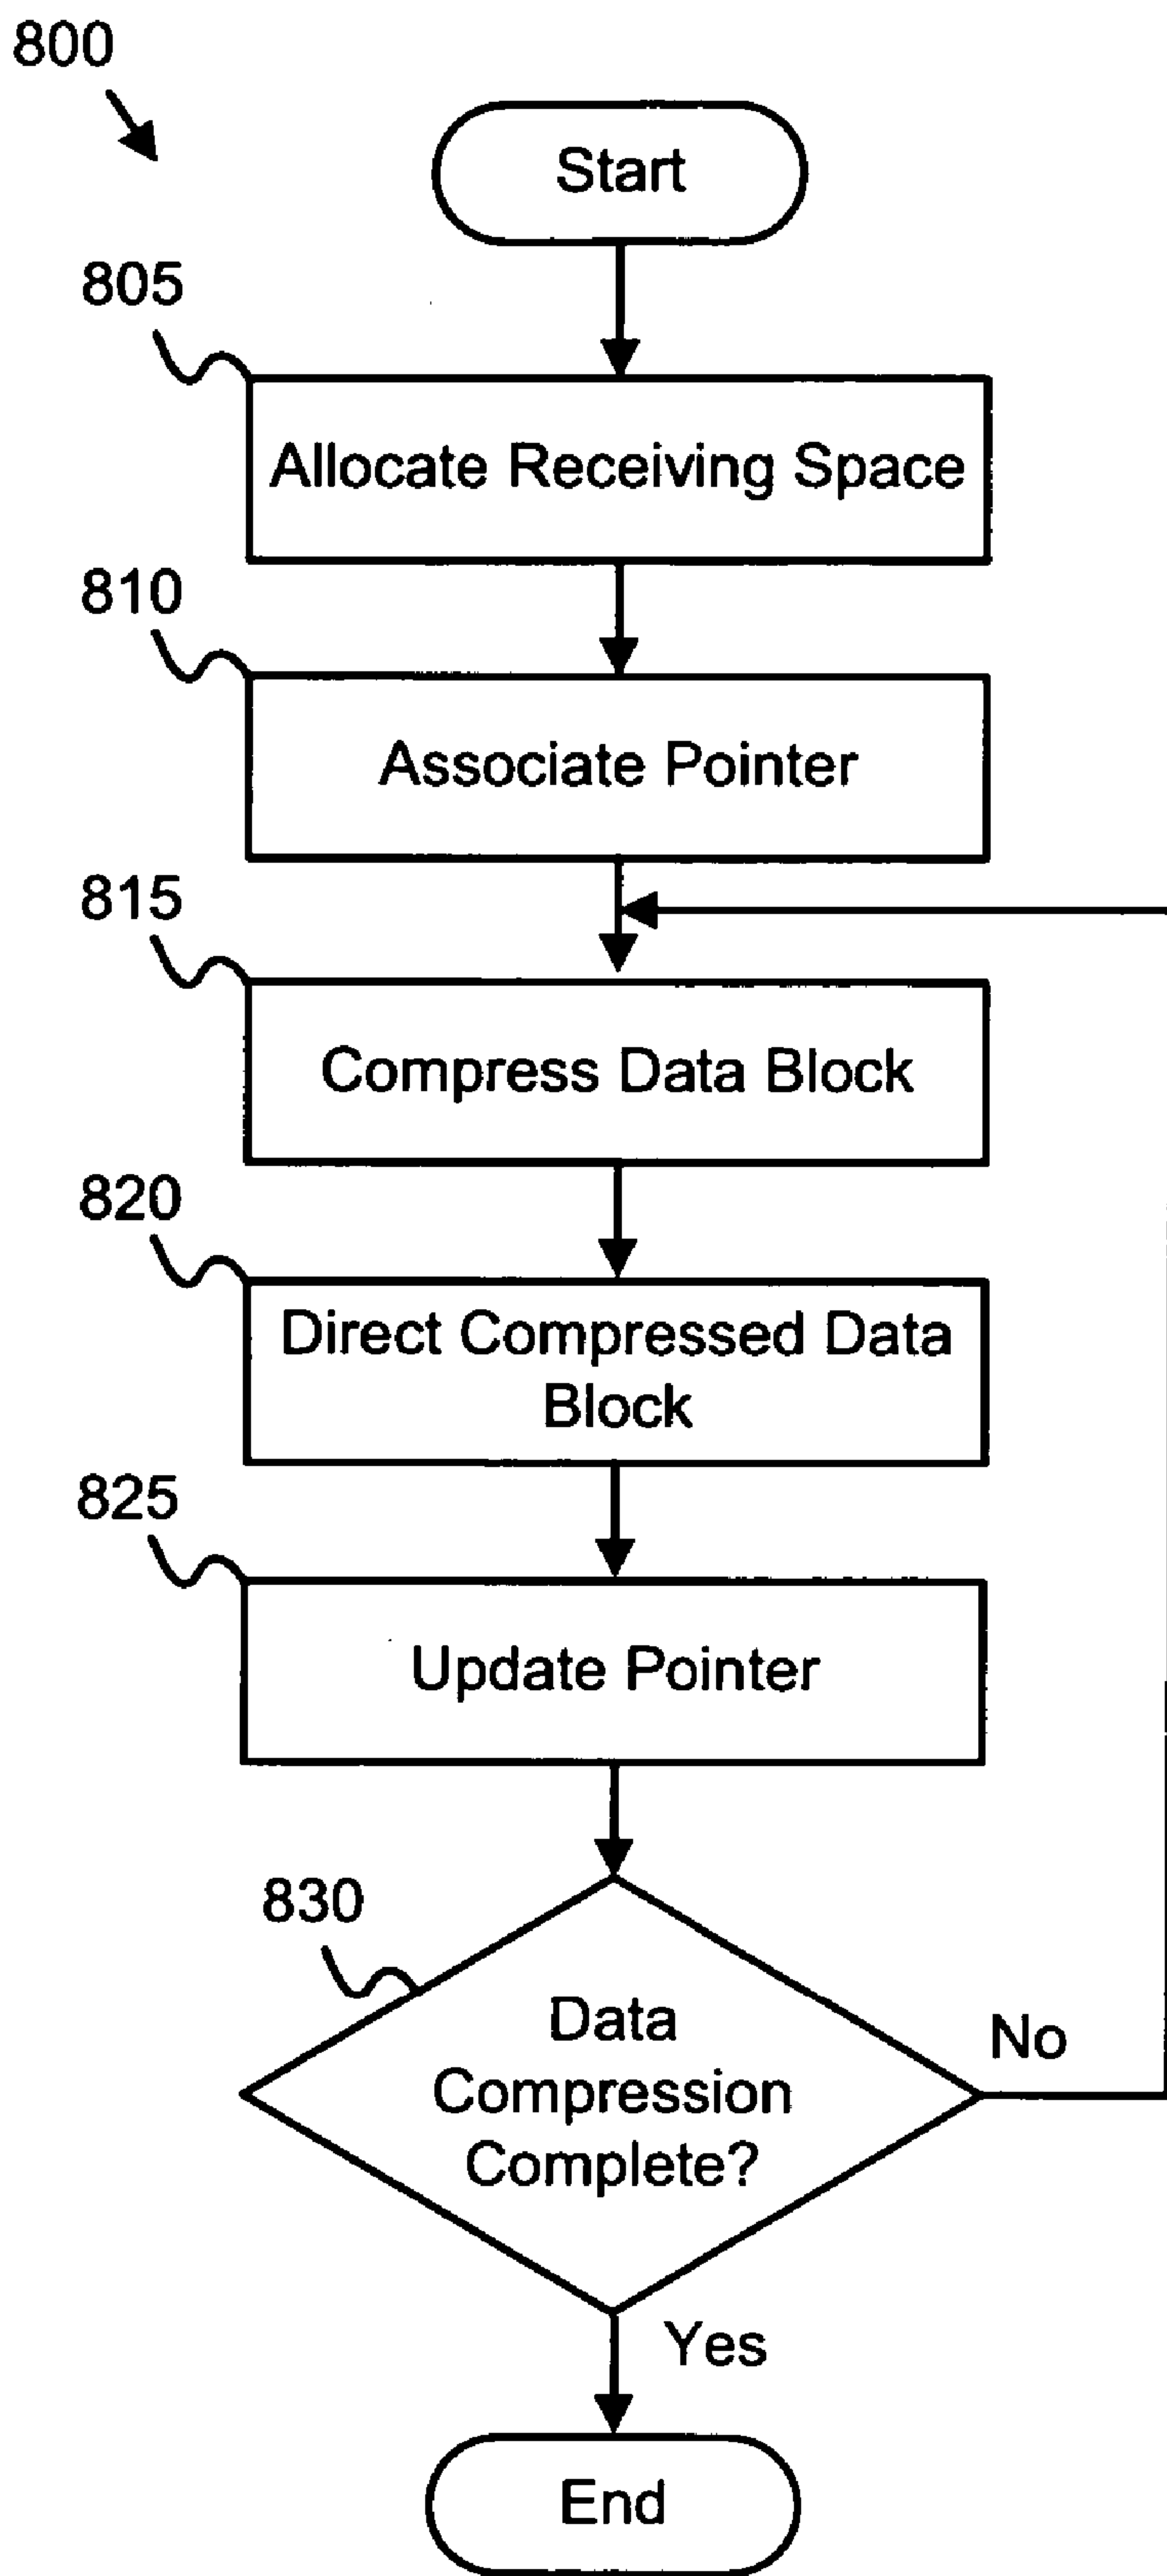 800
Start
805
Allocate Receiving Space
810
Associate Pointer
815
Compress Data Block
820
Direct Compressed Data
Block
825
Update Pointer
830
Data
Compression
Complete?
No
Yes
End